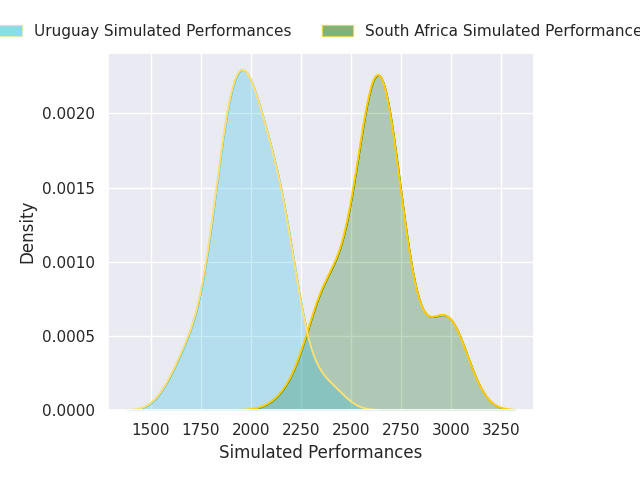 Uruguay Simulated Performances South Africa Simulated Performance
0.0020
0.0015
0.0010
0.0005
0.0000
Density
1500 1750 2000 2250 2500 2750 3000 3250
Simulated Performances